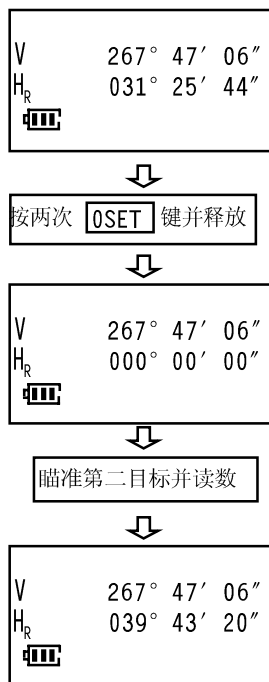 V 267° 47′ 06″
HR 031° 25′ 44″
按两次 0SET 键并释放
V 267° 47′ 06″
HR 000° 00′ 00″
瞄准第二目标并读数
V 267° 47′ 06″
HR 039° 43′ 20″